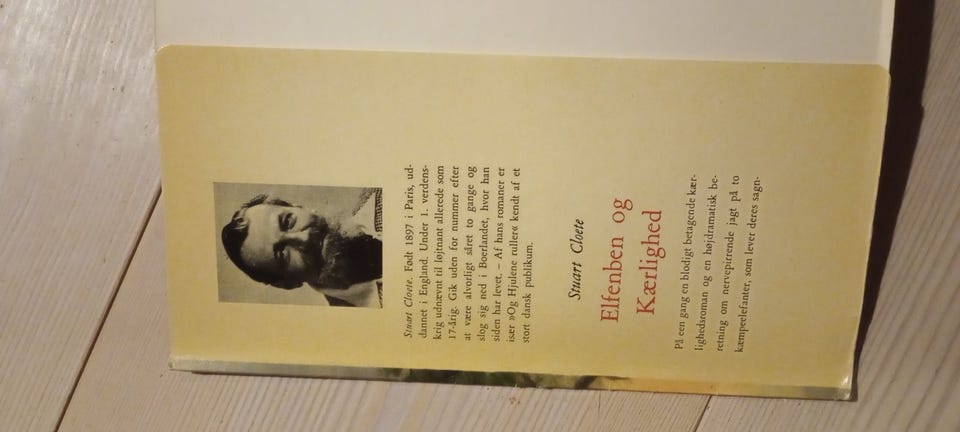 Stuart Cloete. Født 1897 i Paris, ud-
dannet i England. Under 1. verdens-
krig udnævnt til løjtnant allerede som
17-årig. Gik uden for nummer efter
at være alvorligt såret to gange og
slog sig ned i Boerlandet, hvor han
siden har levet. – Af hans romaner er
især »Og Hjulene ruller« kendt af et
stort dansk publikum.
Stuart Cloete
Elfenben og
Kærlighed
På een gang en blodigt betagende kær-
lighedsroman og en højdramatisk be-
retning om nervepirrende jagt på to
kæmpeelefanter, som lever deres sagn-